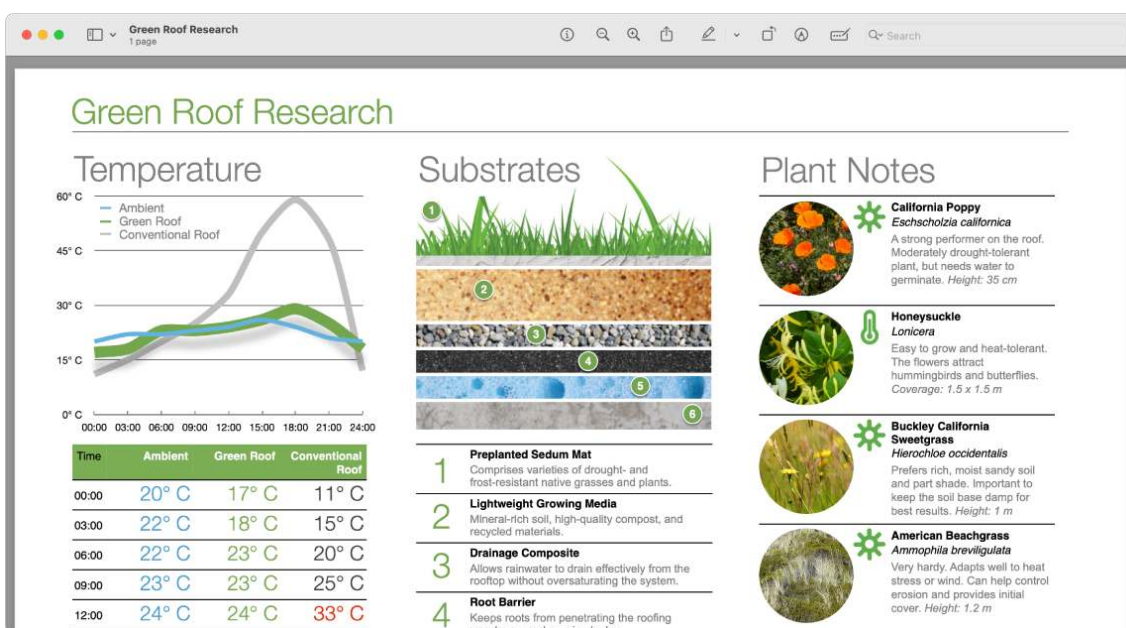 Green Roof Research
1 page
Search
Green Roof Research
Temperature
60° C
45° C
30° C
15° C
0° C
Ambient
Green Roof
Conventional Roof
00:00 03:00 06:00 09:00 12:00 15:00 18:00 21:00 24:00
Time Ambient Green Roof Conventional
Roof
00:00 20° C 17° C 11° C
03:00 22° C 18° C 15° C
06:00 22° C 23° C 20° C
09:00 23° C 23° C 25° C
12:00 24° C 24° C 33° C
Substrates
1
2
3
4
5
6
1 Preplanted Sedum Mat
Comprises varieties of drought- and
frost-resistant native grasses and plants.
2 Lightweight Growing Media
Mineral-rich soil, high-quality compost, and
recycled materials.
3 Drainage Composite
Allows rainwater to drain effectively from the
rooftop without oversaturating the system.
4 Root Barrier
Keeps roots from penetrating the roofing
Plant Notes
California Poppy
Eschscholzia californica
A strong performer on the roof.
Moderately drought-tolerant
plant, but needs water to
germinate. Height: 35 cm
Honeysuckle
Lonicera
Easy to grow and heat-tolerant.
The flowers attract
hummingbirds and butterflies.
Coverage: 1.5 x 1.5 m
Buckley California
Sweetgrass
Hierochloe occidentalis
Prefers rich, moist sandy soil
and part shade. Important to
keep the soil base damp for
best results. Height: 1 m
American Beachgrass
Ammophila breviligulata
Very hardy. Adapts well to heat
stress or wind. Can help control
erosion and provides initial
cover. Height: 1.2 m